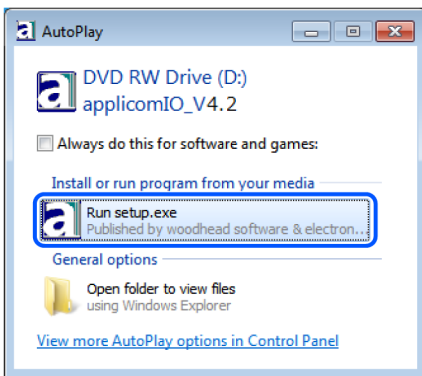 AutoPlay
DVD RW Drive (D:)
applicomIO_V4.2
Always do this for software and games:
Install or run program from your media
Run setup.exe
Published by woodhead software & electron...
General options
Open folder to view files
using Windows Explorer
View more AutoPlay options in Control Panel